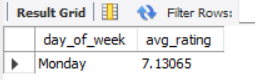 Result Grid Filter Rows:
day_of_week avg_rating
Monday 7.13065